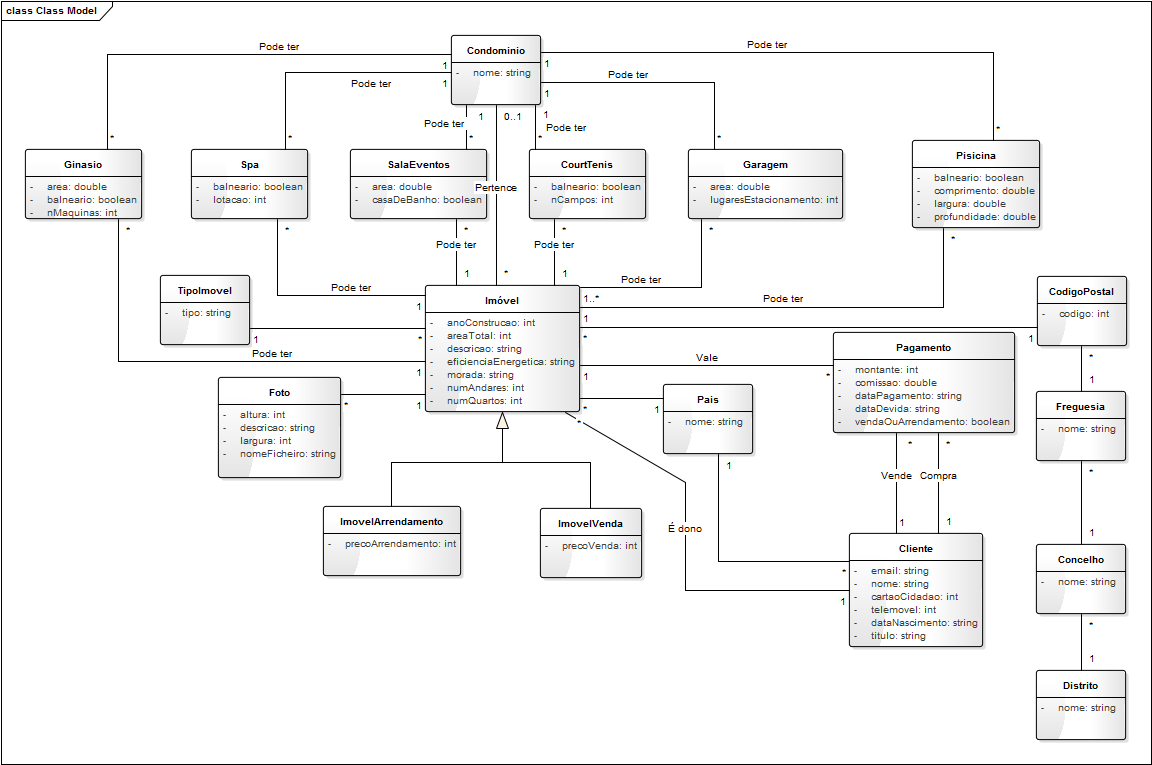 class Class Model
Condominio
- nome: string
Pode ter
1
*
Pode ter
1
*
Pode ter
1
*
Pertence
0..1
*
Pode ter
1
*
Pode ter
1
*
Pode ter
1
*
Ginasio
- area: double
- balneario: boolean
- nMaquinas: int
Spa
- balneario: boolean
- lotacao: int
SalaEventos
- area: double
- casaDeBanho: boolean
CourtTenis
- balneario: boolean
- nCampos: int
Garagem
- area: double
- lugaresEstacionamento: int
Pisicina
- balneario: boolean
- comprimento: double
- largura: double
- profundidade: double
*
Pode ter
1
*
Pode ter
1
*
Pode ter
1
*
Pode ter
1
*
Pode ter
*
Pode ter
1..*
TipoImovel
- tipo: string
1
*
Imóvel
- anoConstrucao: int
- areaTotal: int
- descricao: string
- eficienciaEnergetica: string
- morada: string
- numAndares: int
- numQuartos: int
CodigoPostal
- codigo: int
1
*
Pagamento
- montante: int
- comissao: double
- dataPagamento: string
- dataDevida: string
- vendaOuArrendamento: boolean
Vale
1
*
Foto
- altura: int
- descricao: string
- largura: int
- nomeFicheiro: string
*
1
Pais
- nome: string
1
*
1
*
*
1
Freguesia
- nome: string
*
1
Vende
*
1
Compra
*
1
ImovelArrendamento
- precoArrendamento: int
ImovelVenda
- precoVenda: int
É dono
*
1
Cliente
- email: string
- nome: string
- cartaoCidadao: int
- telemovel: int
- dataNascimento: string
- titulo: string
Concelho
- nome: string
*
1
Distrito
- nome: string